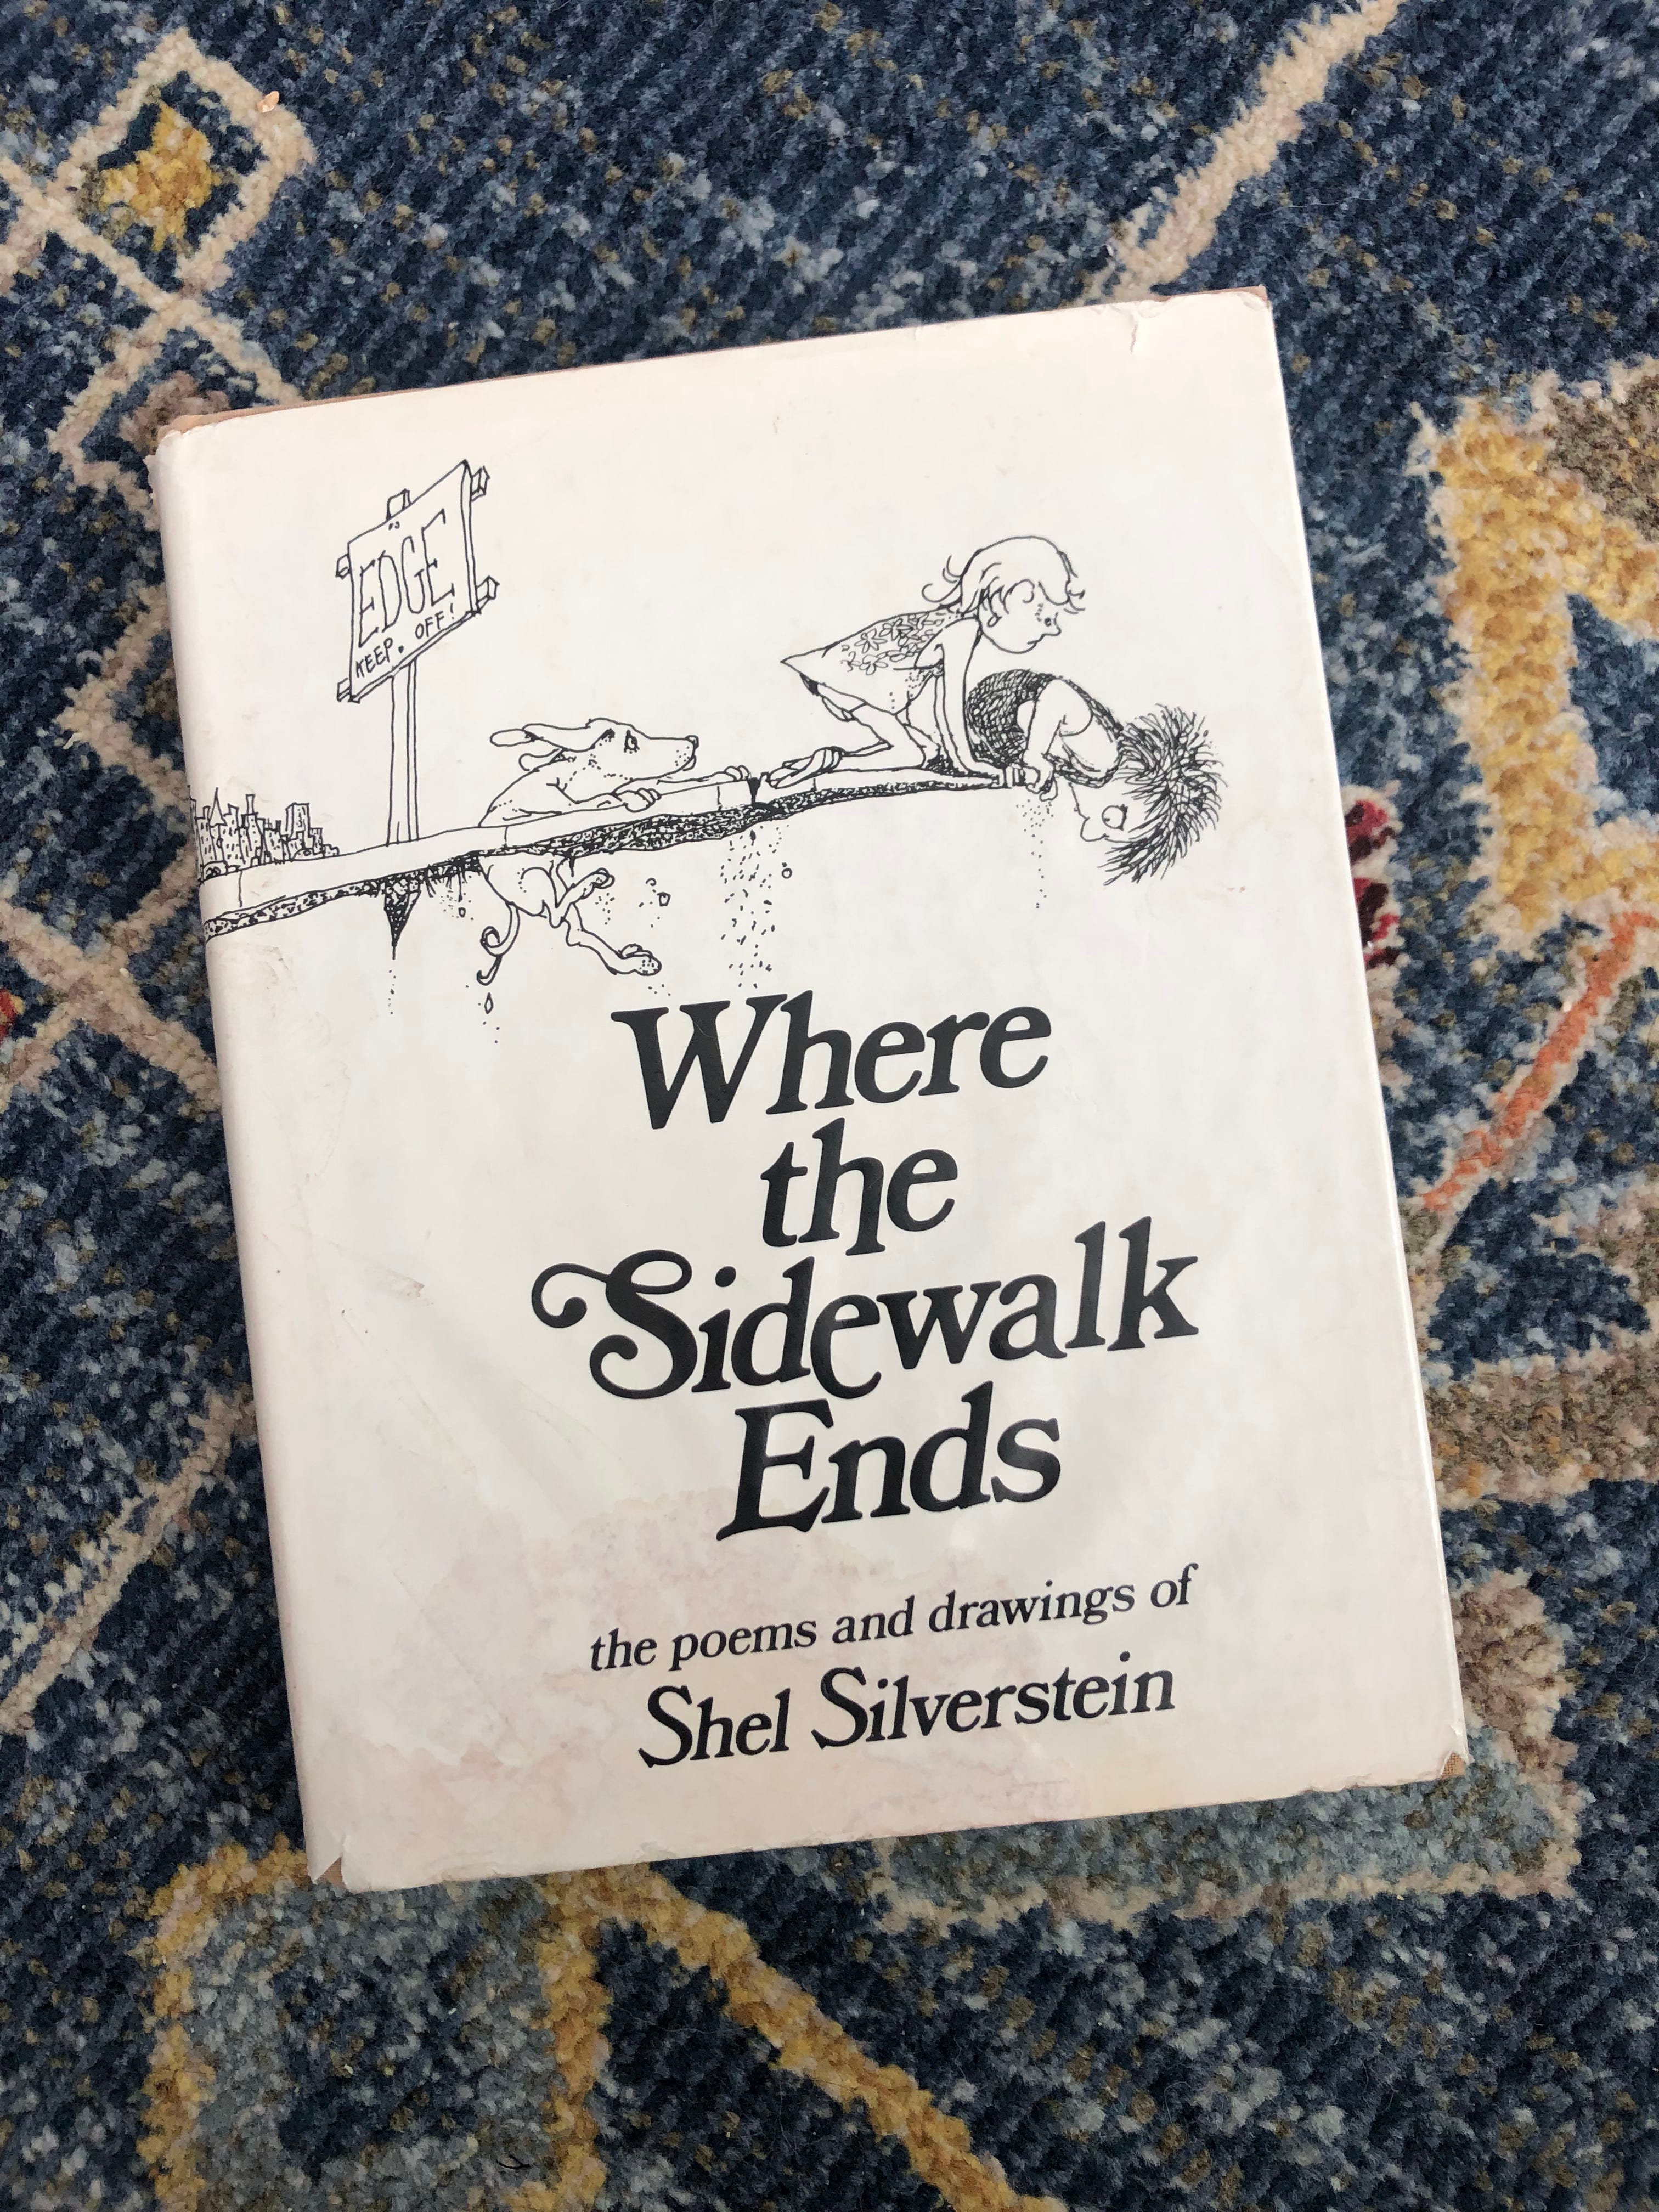 EDGE
KEEP. OFF!
Where
the
Sidewalk
Ends
the poems and drawings of
Shel Silverstein